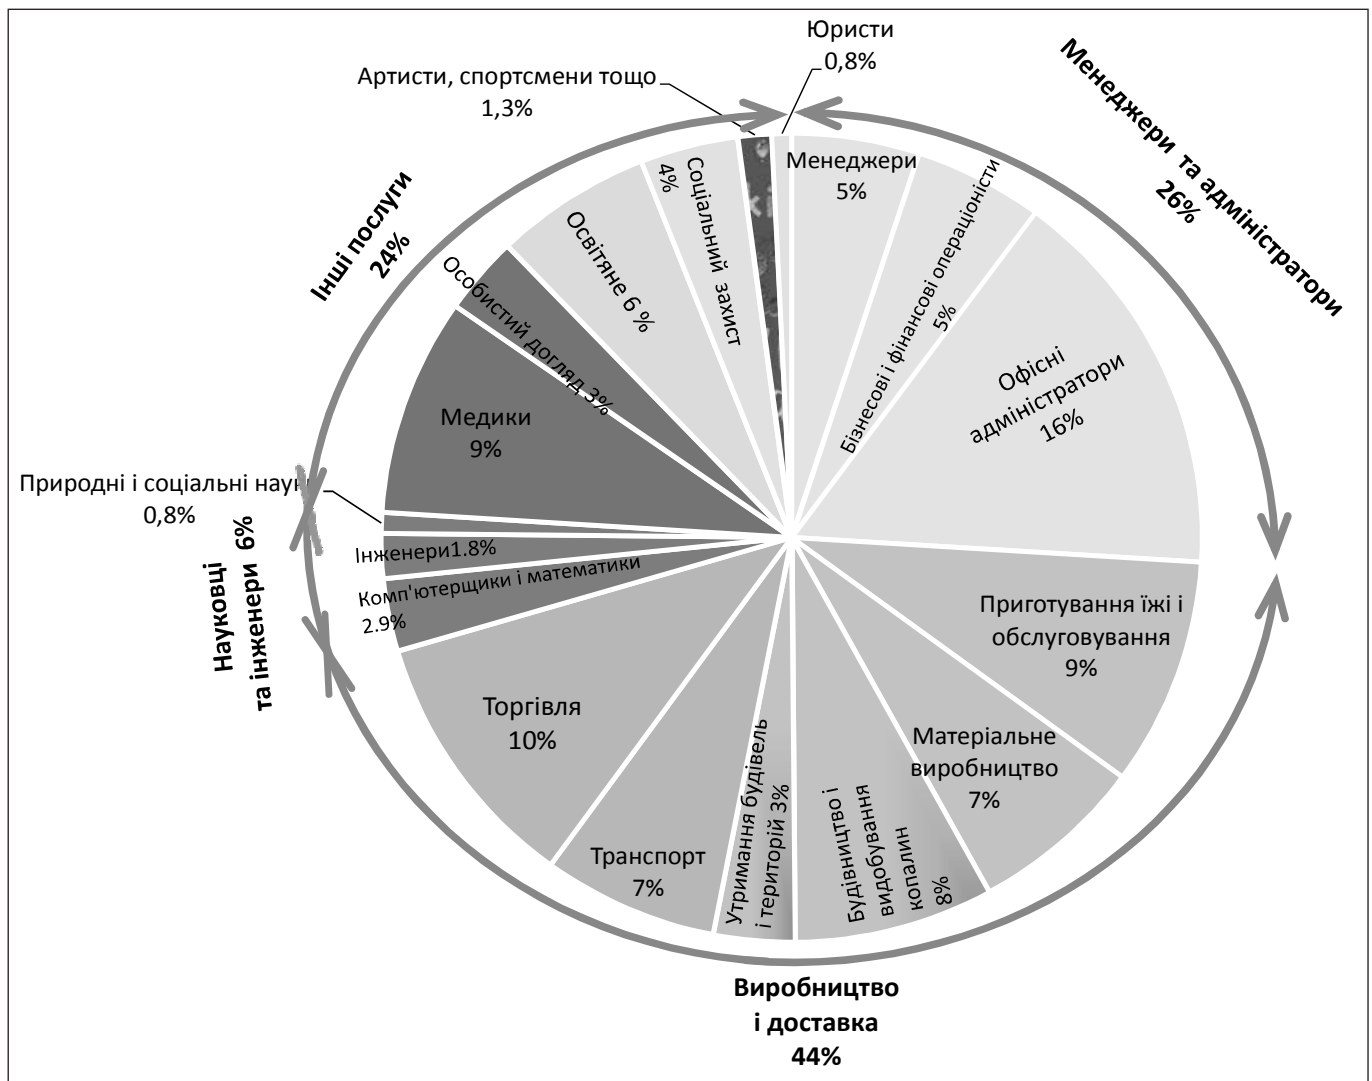 Юристи
0,8%
Артисти, спортсмени тощо
1,3%
Менеджери та адміністратори
26%
Менеджери
5%
Бізнесові і фінансові операціоністи
5%
Офісні
адміністратори
16%
Приготування їжі і
обслуговування
9%
Матеріальне
виробництво
7%
Будівництво і
видобування
копалин
8%
Утримання будівель
і територій 3%
Транспорт
7%
Торгівля
10%
Виробництво
і доставка
44%
Комп'ютерщики і математики
2.9%
Інженери1.8%
Природні і соціальні наук
0,8%
Науковці
та інженери 6%
Медики
9%
Особистий догляд 3%
Освітяне 6 %
Соціальний захист
4%
Інші послуги
24%